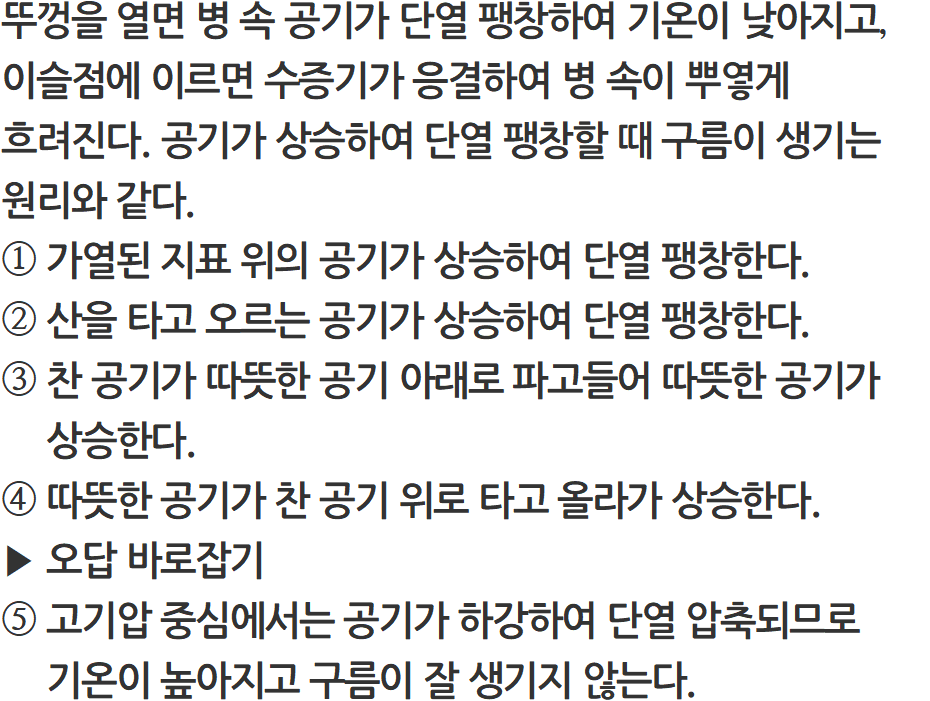 뚜껑을 열면 병 속 공기가 단열 팽창하여 기온이 낮아지고,
이슬점에 이르면 수증기가 응결하여 병 속이 뿌옇게
흐려진다. 공기가 상승하여 단열 팽창할 때 구름이 생기는
원리와 같다.
① 가열된 지표 위의 공기가 상승하여 단열 팽창한다.
② 산을 타고 오르는 공기가 상승하여 단열 팽창한다.
③ 찬 공기가 따뜻한 공기 아래로 파고들어 따뜻한 공기가
상승한다.
④ 따뜻한 공기가 찬 공기 위로 타고 올라가 상승한다.
▶ 오답 바로잡기
⑤ 고기압 중심에서는 공기가 하강하여 단열 압축되므로
기온이 높아지고 구름이 잘 생기지 않는다.